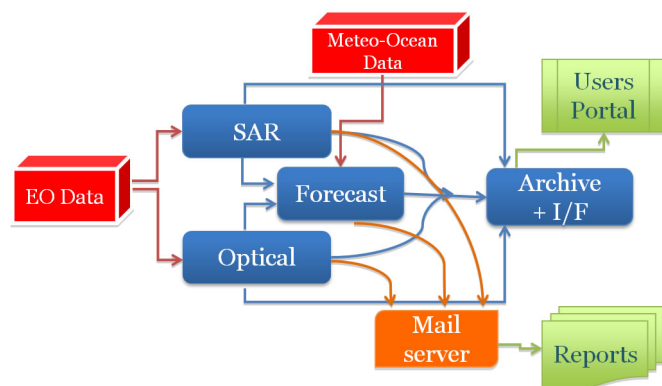 Meteo-Ocean
Data
Users
Portal
SAR
EO Data
Forecast
Archive
+ I/F
Optical
Mail
server
Reports